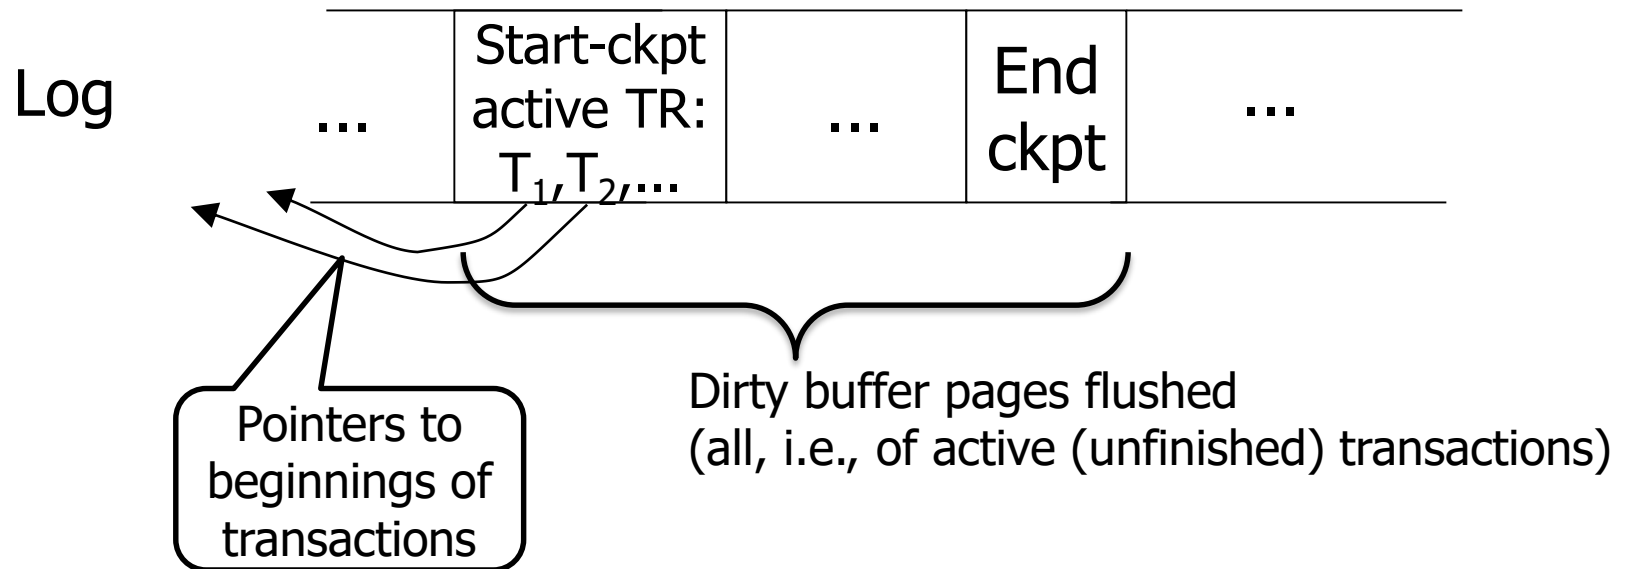 Log
...
Start-ckpt
active TR:
T1,T2,...
...
End
ckpt
...
Pointers to
beginnings of
transactions
Dirty buffer pages flushed
(all, i.e., of active (unfinished) transactions)